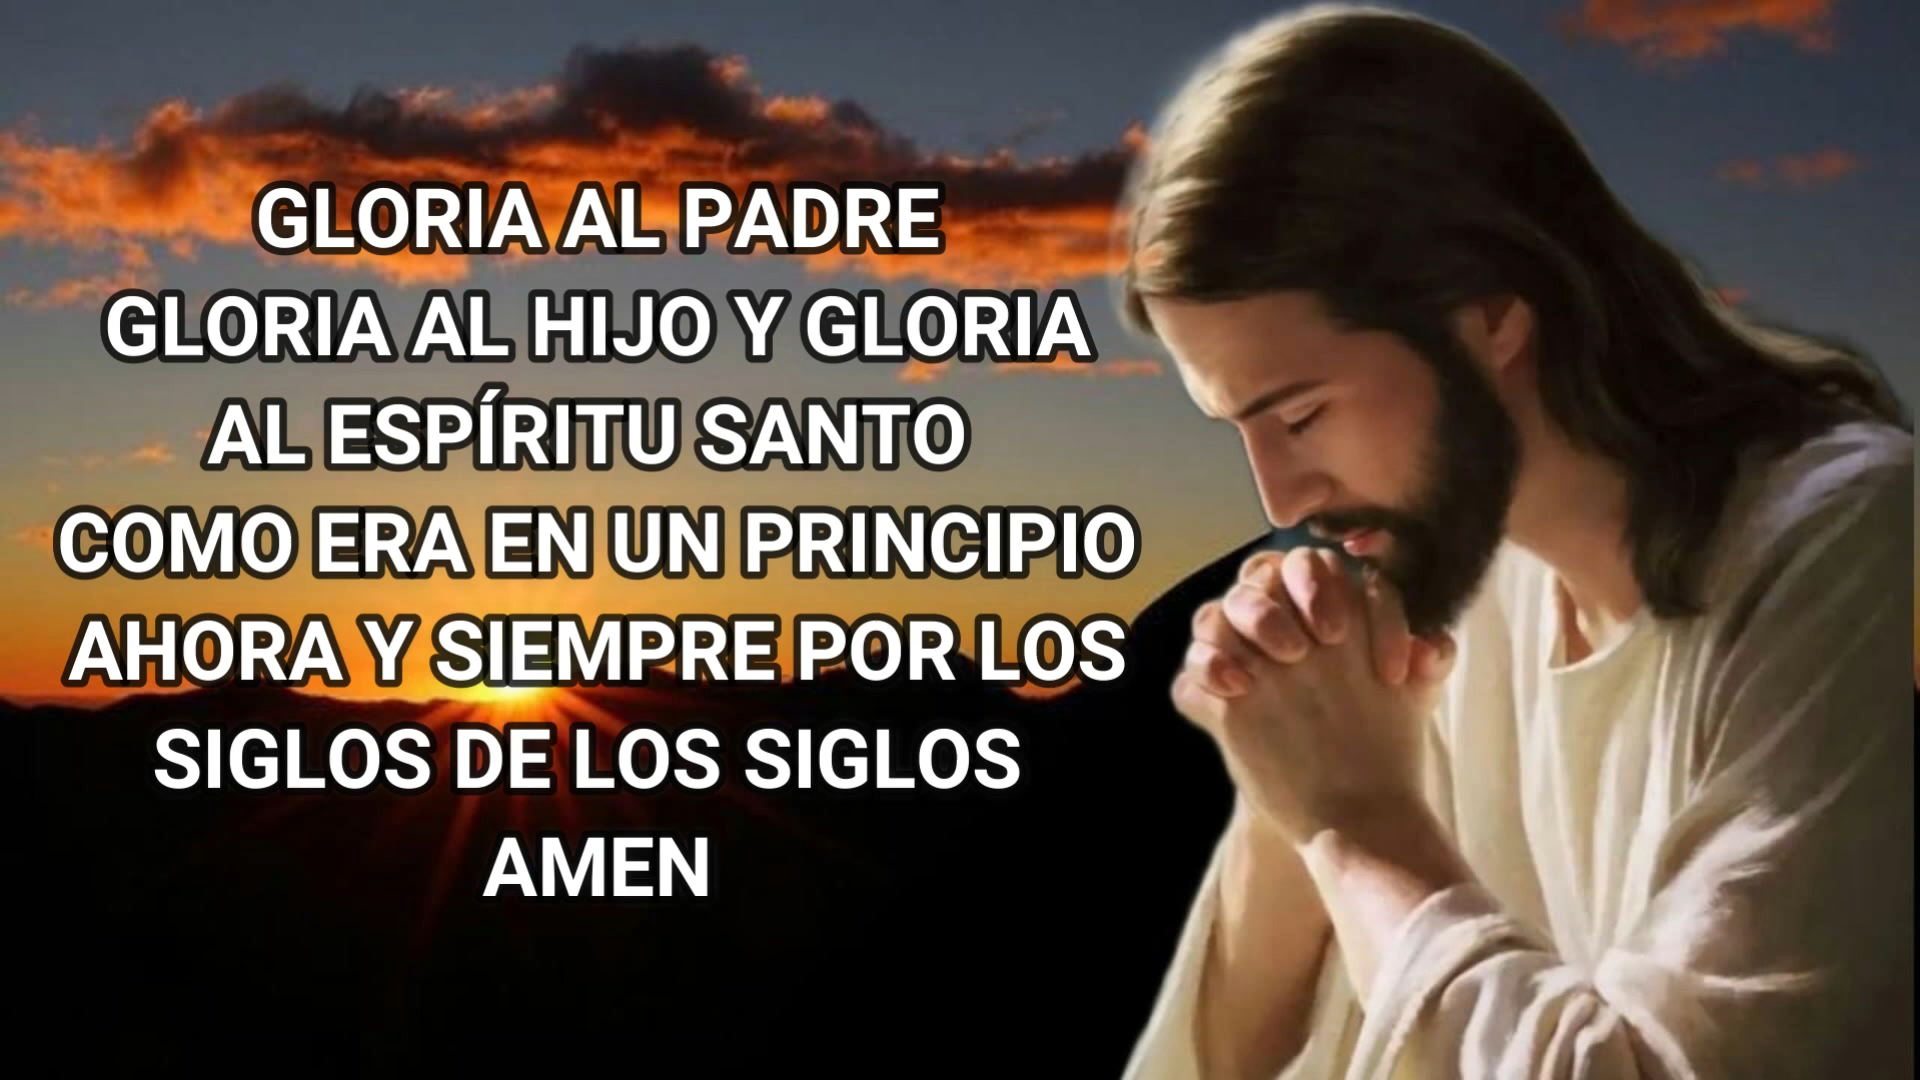 GLORIA AL PADRE
GLORIA AL HIJO Y GLORIA
AL ESPÍRITU SANTO
COMO ERA EN UN PRINCIPIO
AHORA Y SIEMPRE POR LOS
SIGLOS DE LOS SIGLOS
AMEN